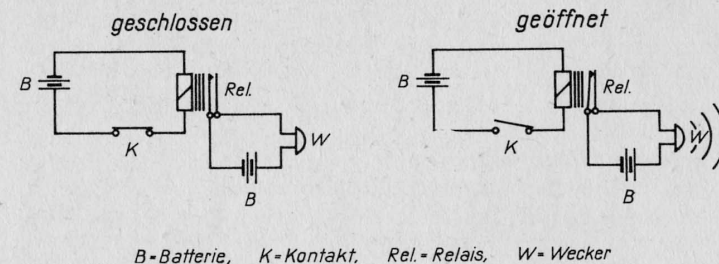 geschlossen
geöffnet
B
Rel.
K
W
B
B
Rel.
K
W
B
B=Batterie, K=Kontakt, Rel.=Relais, W=Wecker